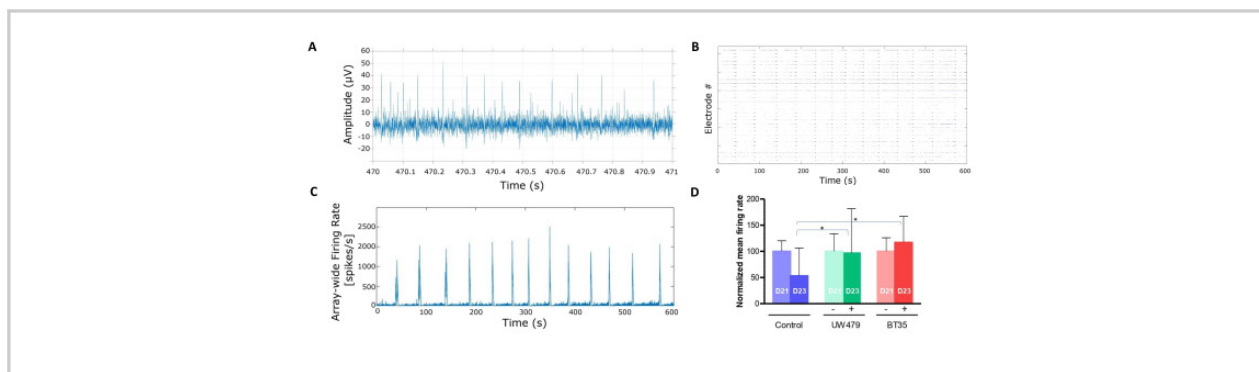 A
Amplitude (μV)
60
50
40
30
20
10
0
-10
-20
470 470.1 470.2 470.3 470.4 470.5 470.6 470.7 470.8 470.9 471
Time (s)
B
Electrode #
0 100 200 300 400 500 600
Time (s)
C
Array-wide Firing Rate
[spikes/s]
2500
2000
1500
1000
500
0
0 100 200 300 400 500 600
Time (s)
D
Normalized mean firing rate
200
150
100
50
0
* *
D21 D23 D21 D23 D21 D23
- + - +
Control UW479 BT35